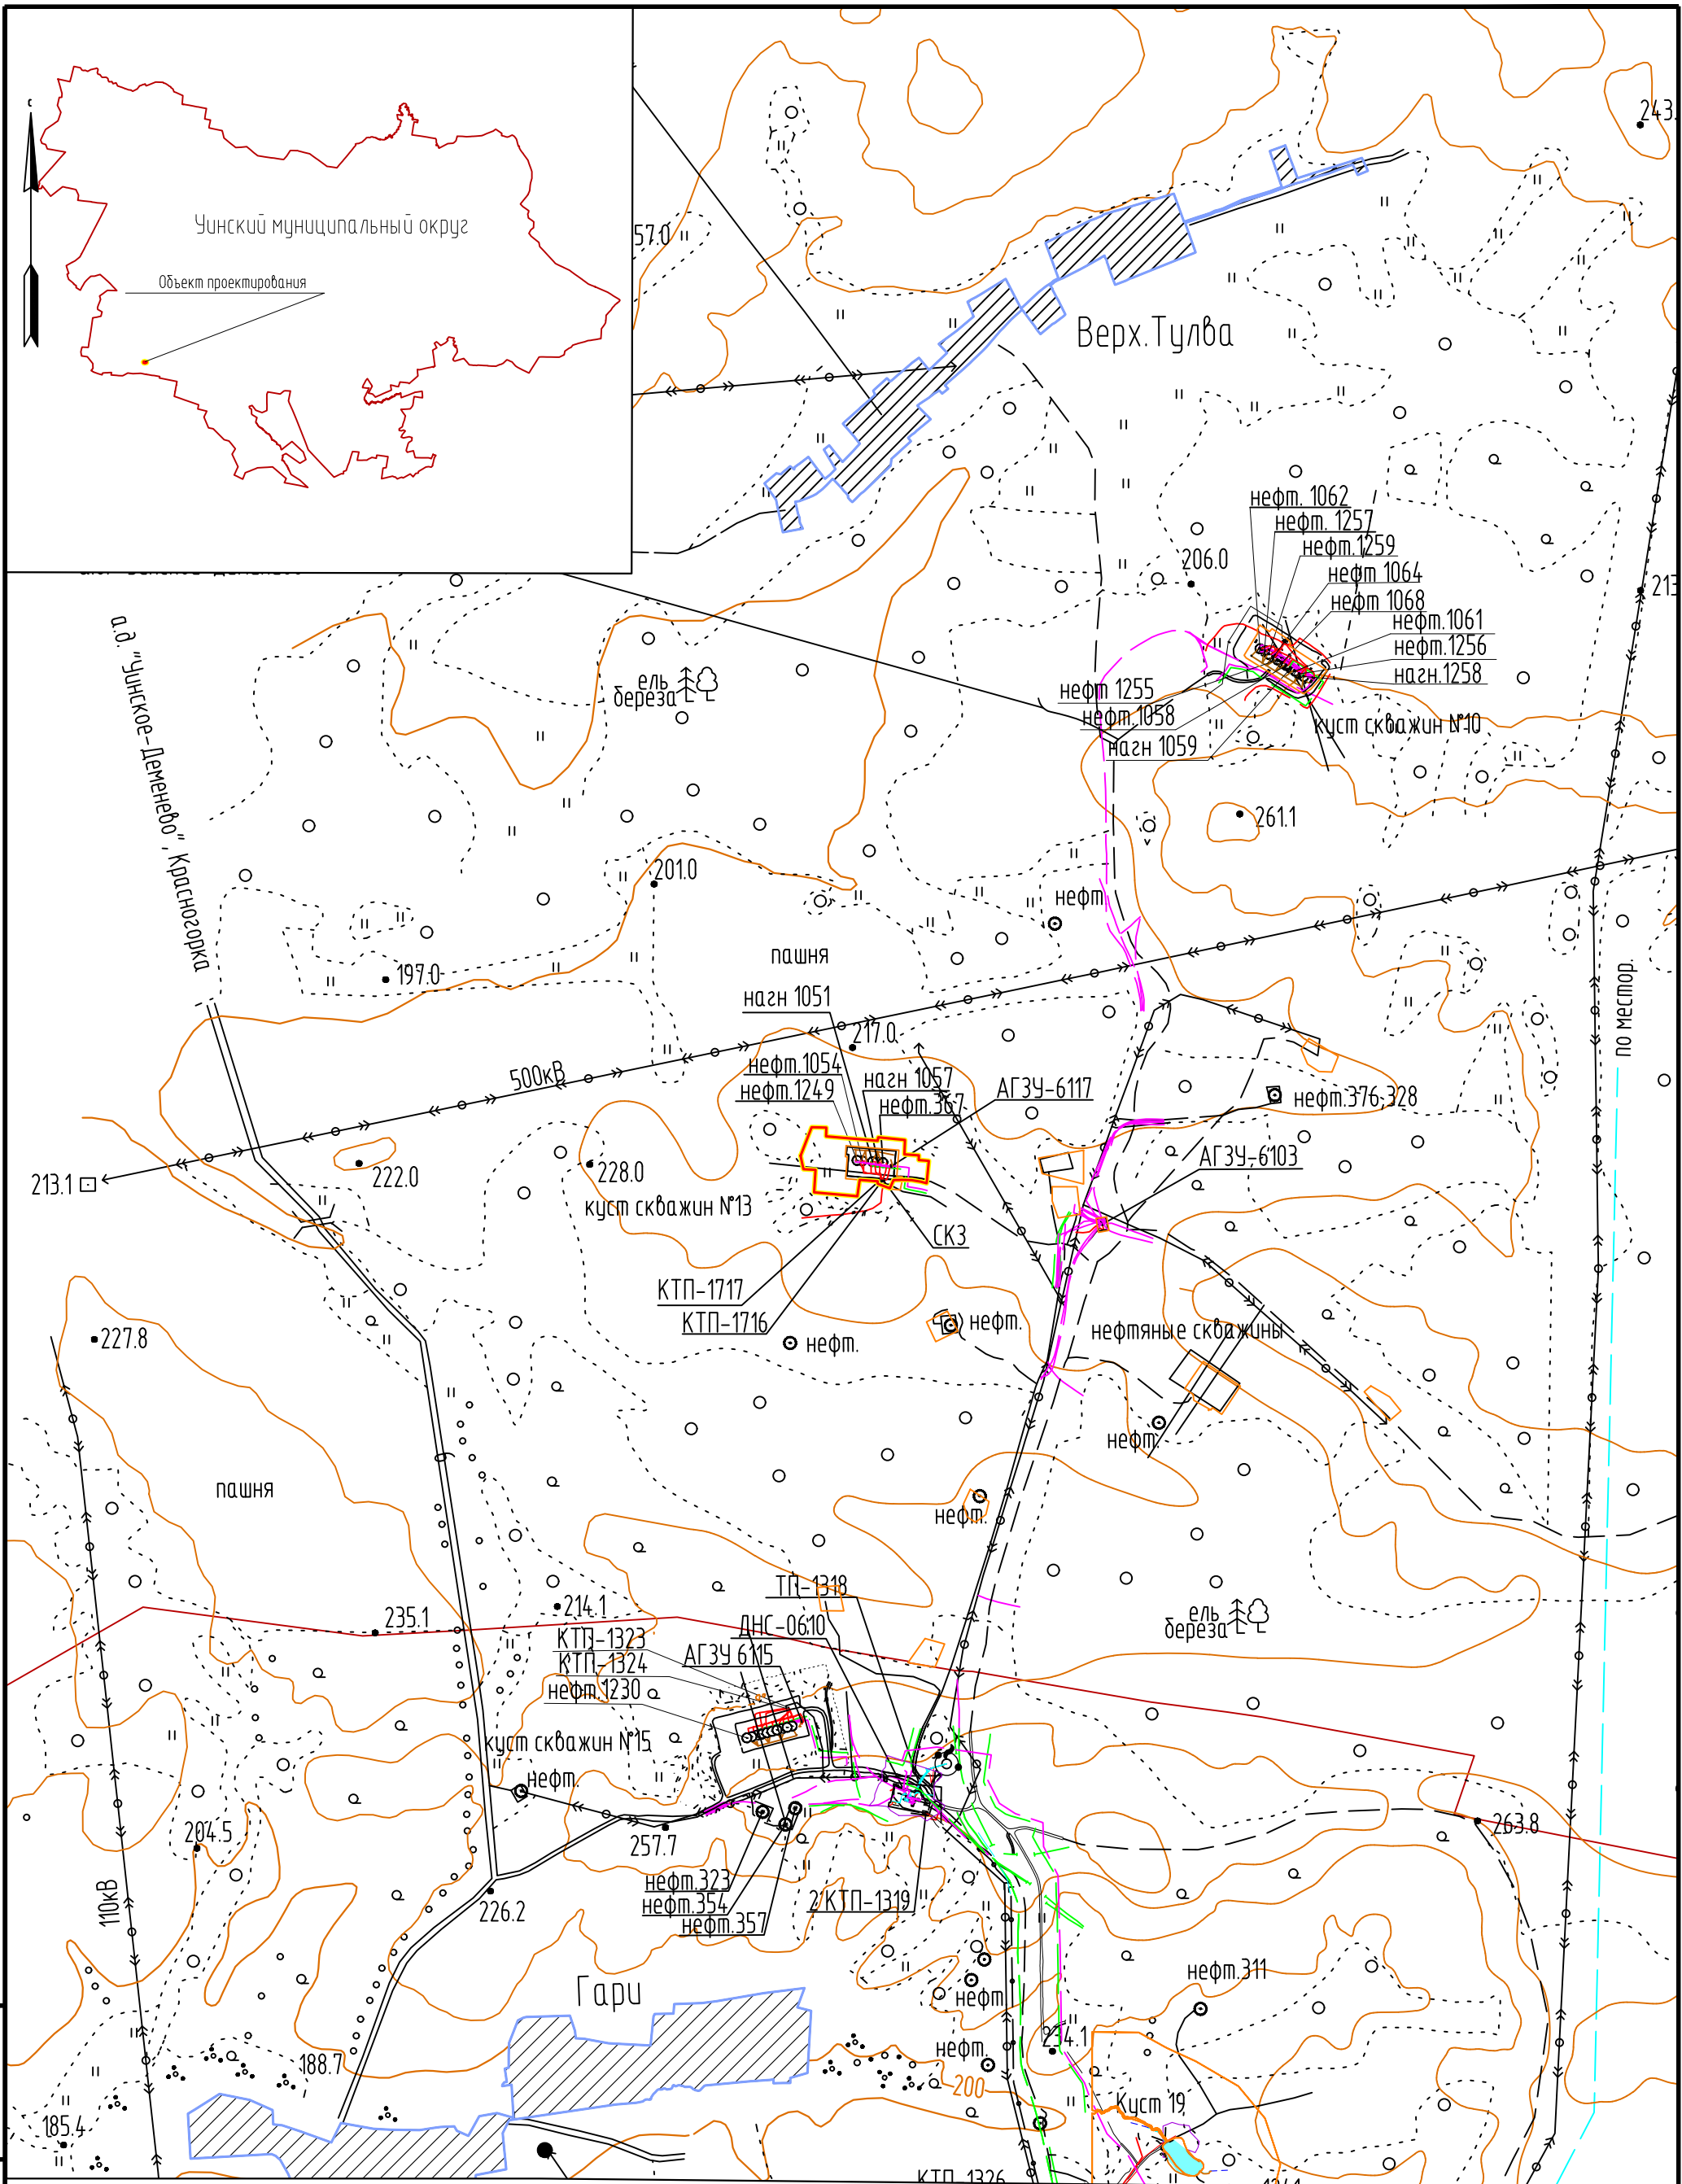 с
Уинский муниципальный округ
Объект проектирования
243.
57.0
Верх.Тулва
нефт. 1062
нефт. 1257
нефт.1259
нефт 1064
нефт 1068
нефт.1061
нефт.1256
нагн.1258
206.0
213
а.д. "Уинское-Деменево", Красногорка
ель
береза
нефт 1255
нефт.1058
нагн 1059
куст скважин №10
261.1
201.0
нефт.
пашня
197.0
нагн 1051
217.0
по местор.
500кВ
нефт.1054
нефт.1249
нагн 1057
нефт.367
АГЗУ-6117
нефт.376,328
АГЗУ-6103
213.1
222.0
228.0
куст скважин №13
СКЗ
КТП-1717
КТП-1716
нефт.
нефт.
нефтяные скважины
227.8
нефт.
пашня
нефт.
ТП-1318
214.1
235.1
ДНС-0610
КТП-1323
АГЗУ 6115
КТП-1324
нефт.1230
ель
береза
куст скважин №15
нефт.
204.5
257.7
263.8
110кВ
226.2
нефт.323
нефт.354
нефт.357
2 КТП-1319
Гари
нефт.311
нефт.
234.1
нефт.
188.7
200
Куст 19
185.4
КТП-1326